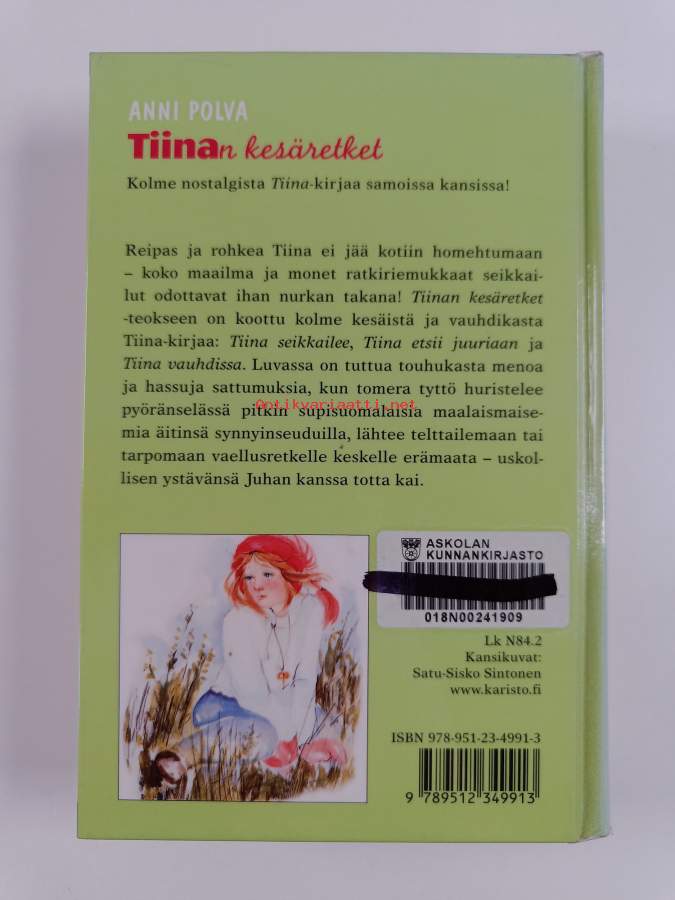 ANNI POLVA
Tiinan kesäretket
Kolme nostalgista Tiina-kirjaa samoissa kansissa!
Reipas ja rohkea Tiina ei jää kotiin homehtumaan
– koko maailma ja monet ratkiriemukkaat seikkai-
lut odottavat ihan nurkan takana! Tiinan kesäretket
-teokseen on koottu kolme kesäistä ja vauhdikasta
Tiina-kirjaa: Tiina seikkailee, Tiina etsii juuriaan ja
Tiina vauhdissa. Luvassa on tuttua touhukasta menoa
ja hassuja sattumuksia, kun tomera tyttö huristelee
Antikvariaatti.net
pyöränselässä pitkin supisuomalaisia maalaismaise-
mia äitinsä synnyinseuduilla, lähtee telttailemaan tai
tarpomaan vaellusretkelle keskelle erämaata – uskol-
lisen ystävänsä Juhan kanssa totta kai.
ASKOLAN
KUNNANKIRJASTO
018N00241909
Lk N84.2
Kansikuvat:
Satu-Sisko Sintonen
www.karisto.fi
ISBN 978-951-23-4991-3
9 789512 349913